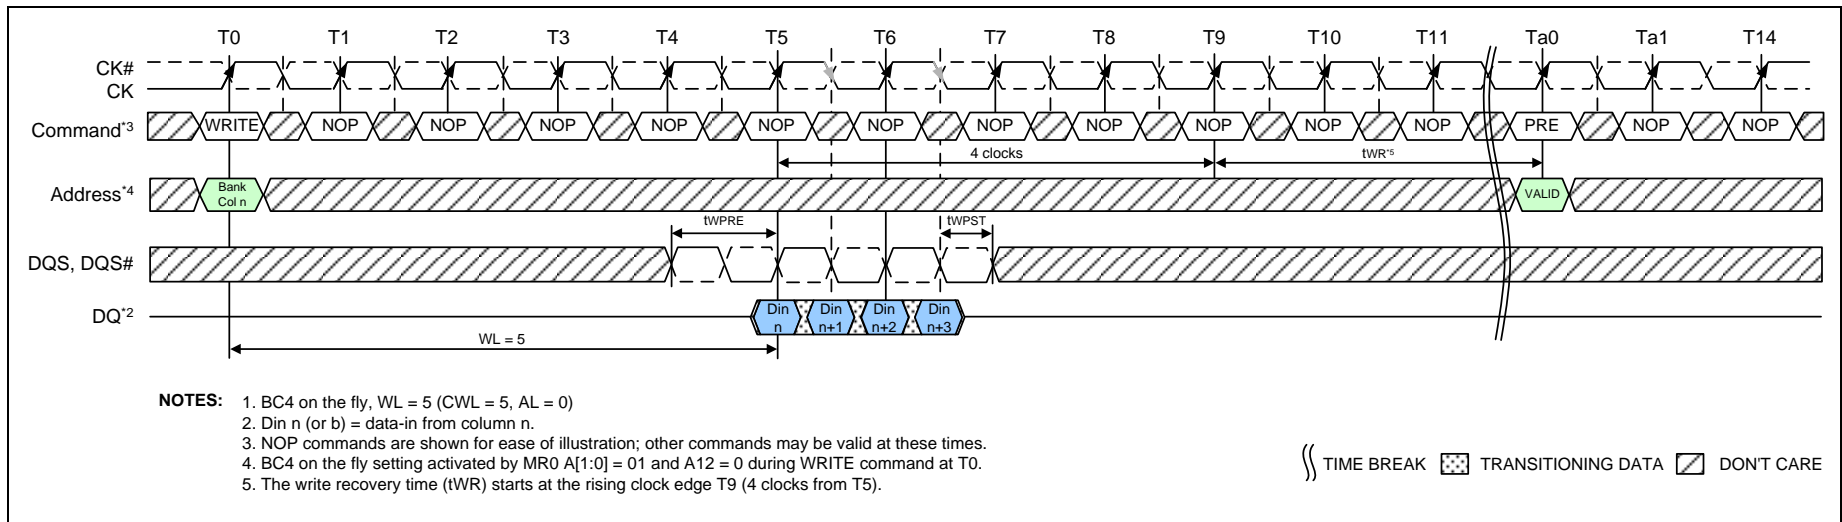 T0 T1 T2 T3 T4 T5 T6 T7 T8 T9 T10 T11 Ta0 Ta1 T14
CK#
CK
Command*3 WRITE NOP NOP NOP NOP NOP NOP NOP NOP NOP NOP NOP PRE NOP NOP
4 clocks tWR*5
Address*4 Bank Col n VALID
tWPRE tWPST
DQS, DQS#
DQ*2 Din n Din n+1 Din n+2 Din n+3
WL = 5
NOTES: 1. BC4 on the fly, WL = 5 (CWL = 5, AL = 0)
2. Din n (or b) = data-in from column n.
3. NOP commands are shown for ease of illustration; other commands may be valid at these times.
4. BC4 on the fly setting activated by MR0 A[1:0] = 01 and A12 = 0 during WRITE command at T0.
5. The write recovery time (tWR) starts at the rising clock edge T9 (4 clocks from T5).
TIME BREAK TRANSITIONING DATA DON'T CARE